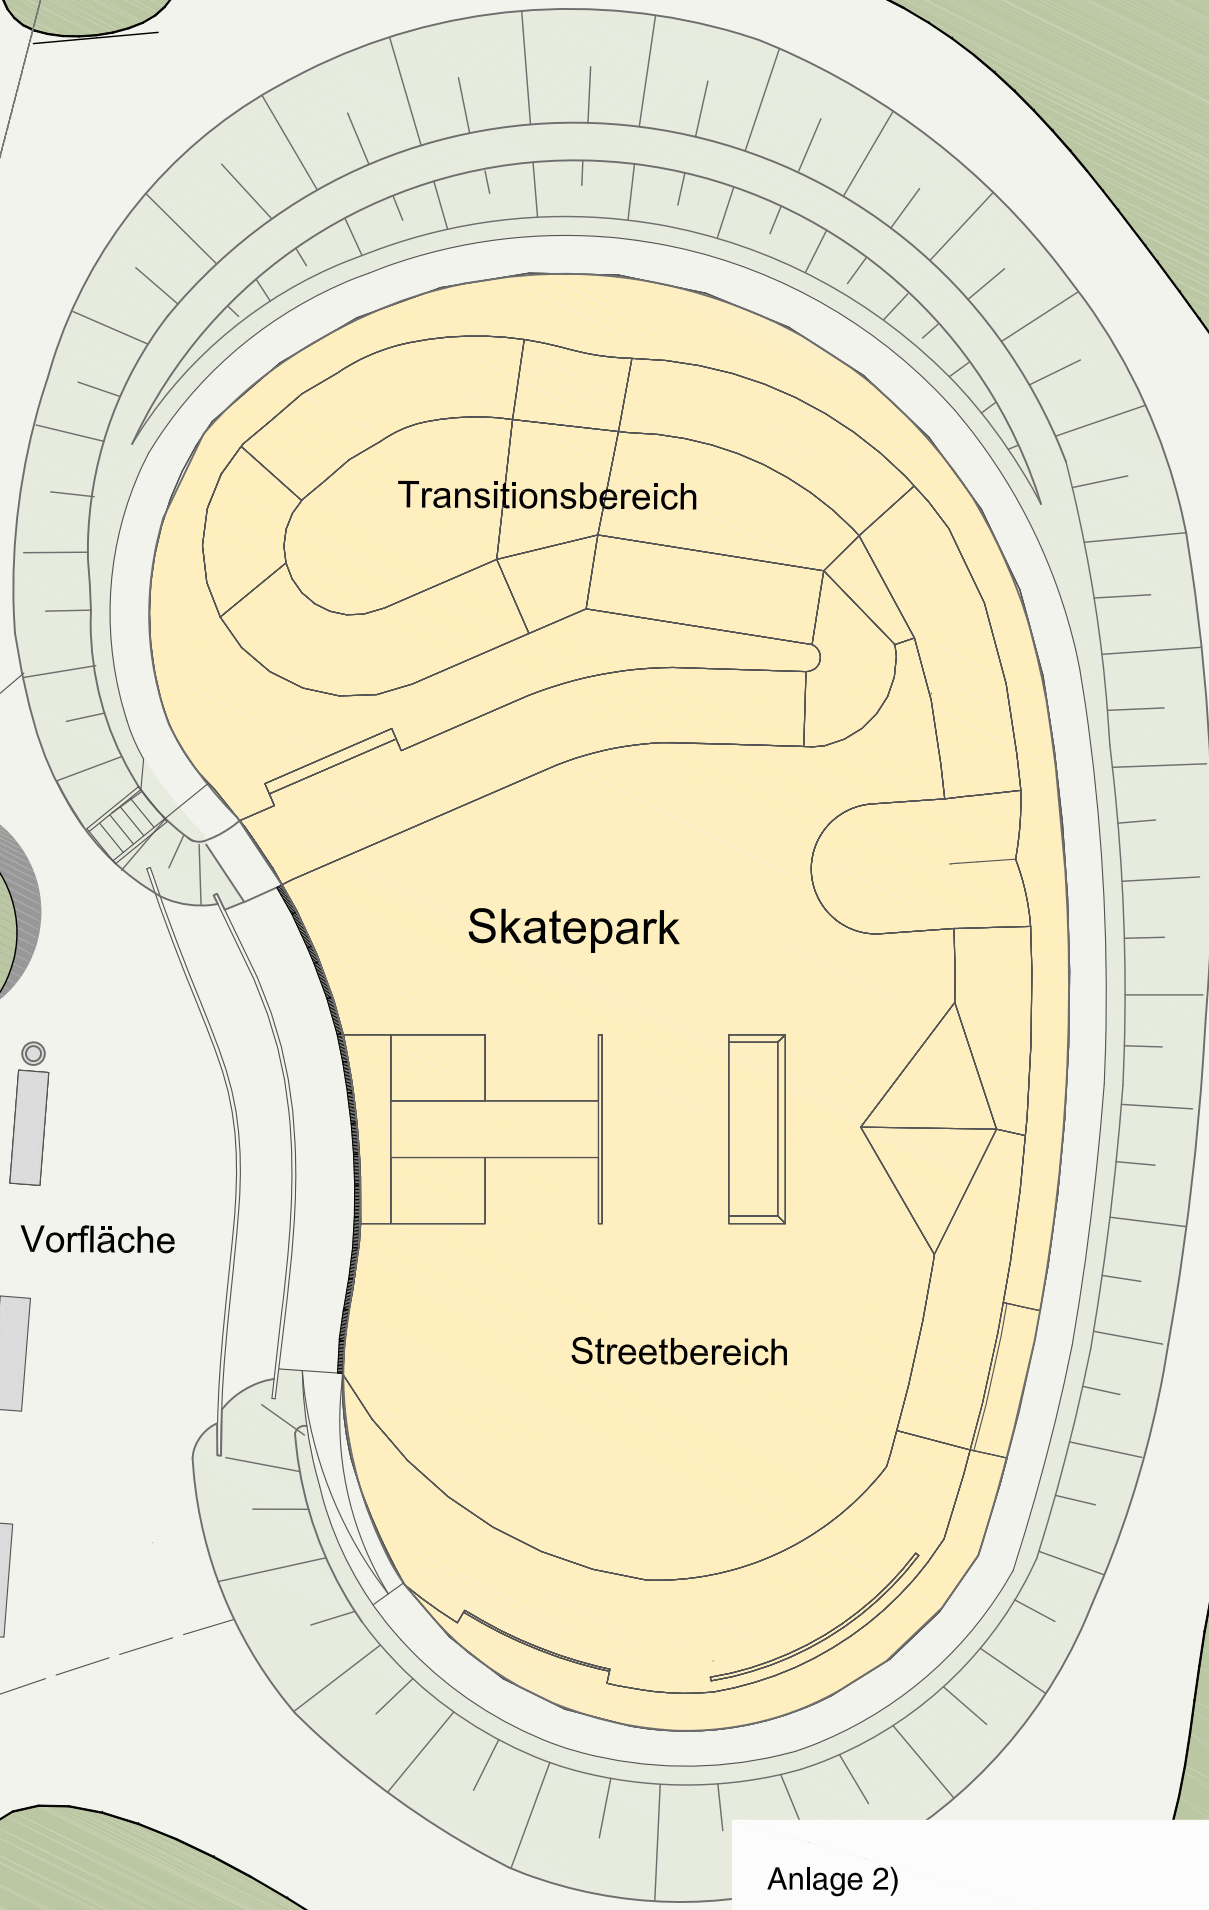 Transitionsbereich
Skatepark
Vorfläche
Streetbereich
Anlage 2)